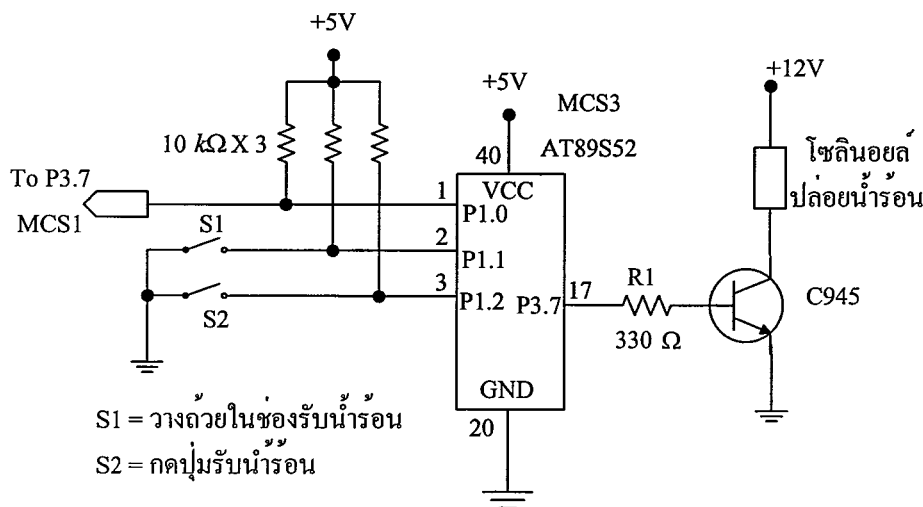 +5V
+5V
+12V
MCS3
AT89S52
10 kΩ X 3
โซลินอยล์
ปล่อยน้ำร้อน
40
VCC
To P3.7
MCS1
1
P1.0
S1
2
P1.1
3
P1.2
S2
P3.7
17
R1
330 Ω
C945
GND
20
S1 = วางถ้วยในช่องรับน้ำร้อน
S2 = กดปุ่มรับน้ำร้อน